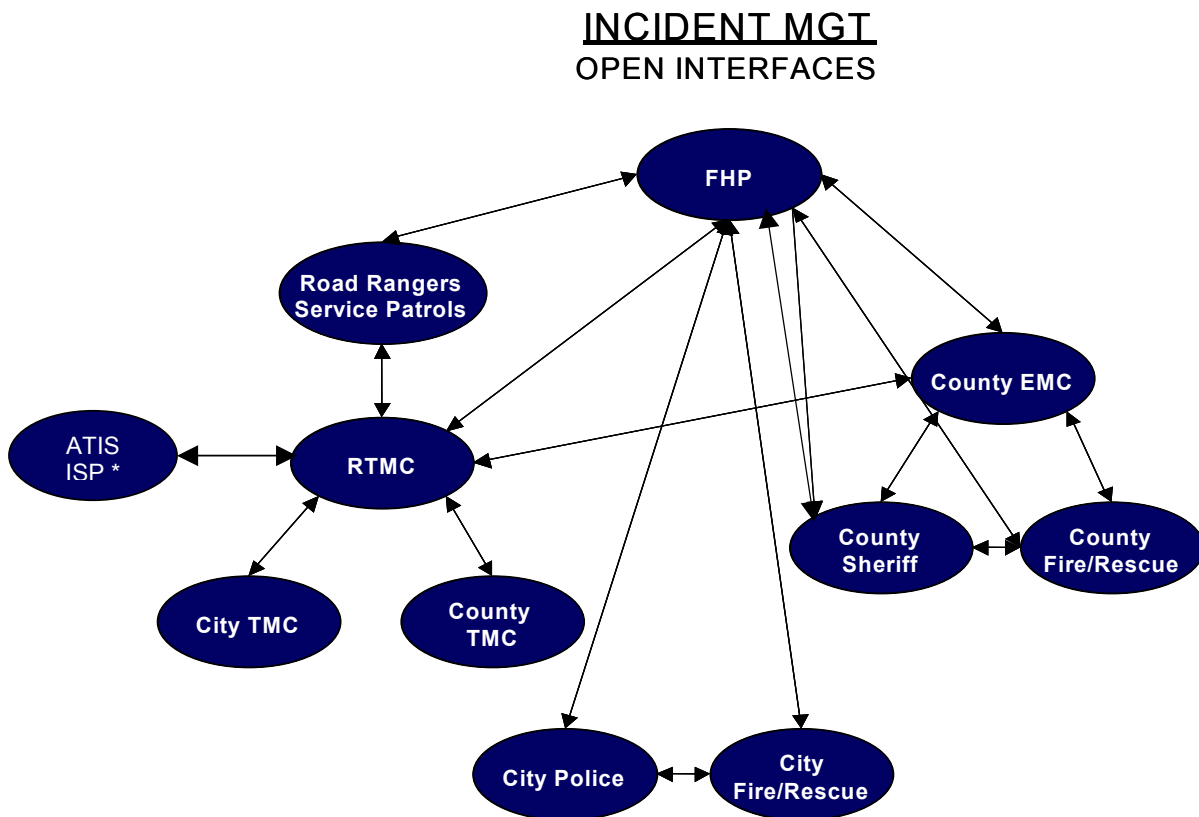 INCIDENT MGT
OPEN INTERFACES
FHP
Road Rangers
Service Patrols
County EMC
ATIS
ISP *
RTMC
County
Sheriff
County
Fire/Rescue
City TMC
County
TMC
City Police
City
Fire/Rescue